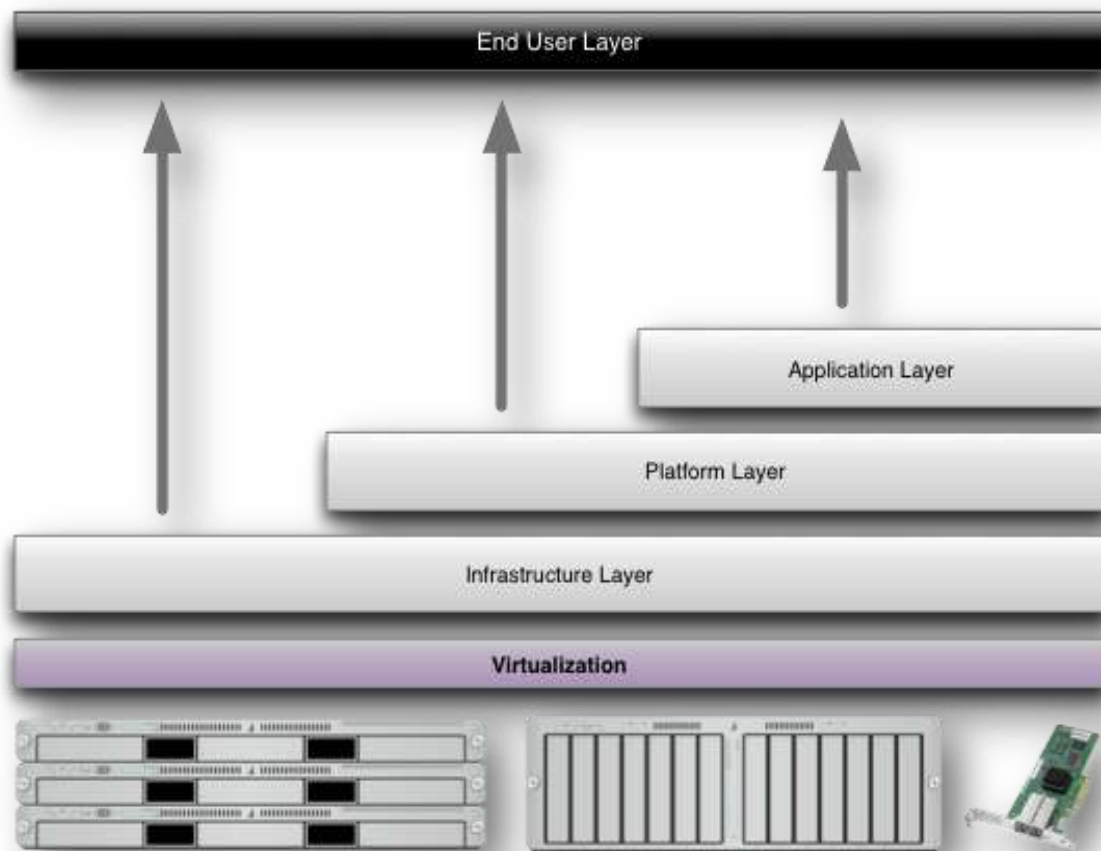 End User Layer
Application Layer
Platform Layer
Infrastructure Layer
Virtualization